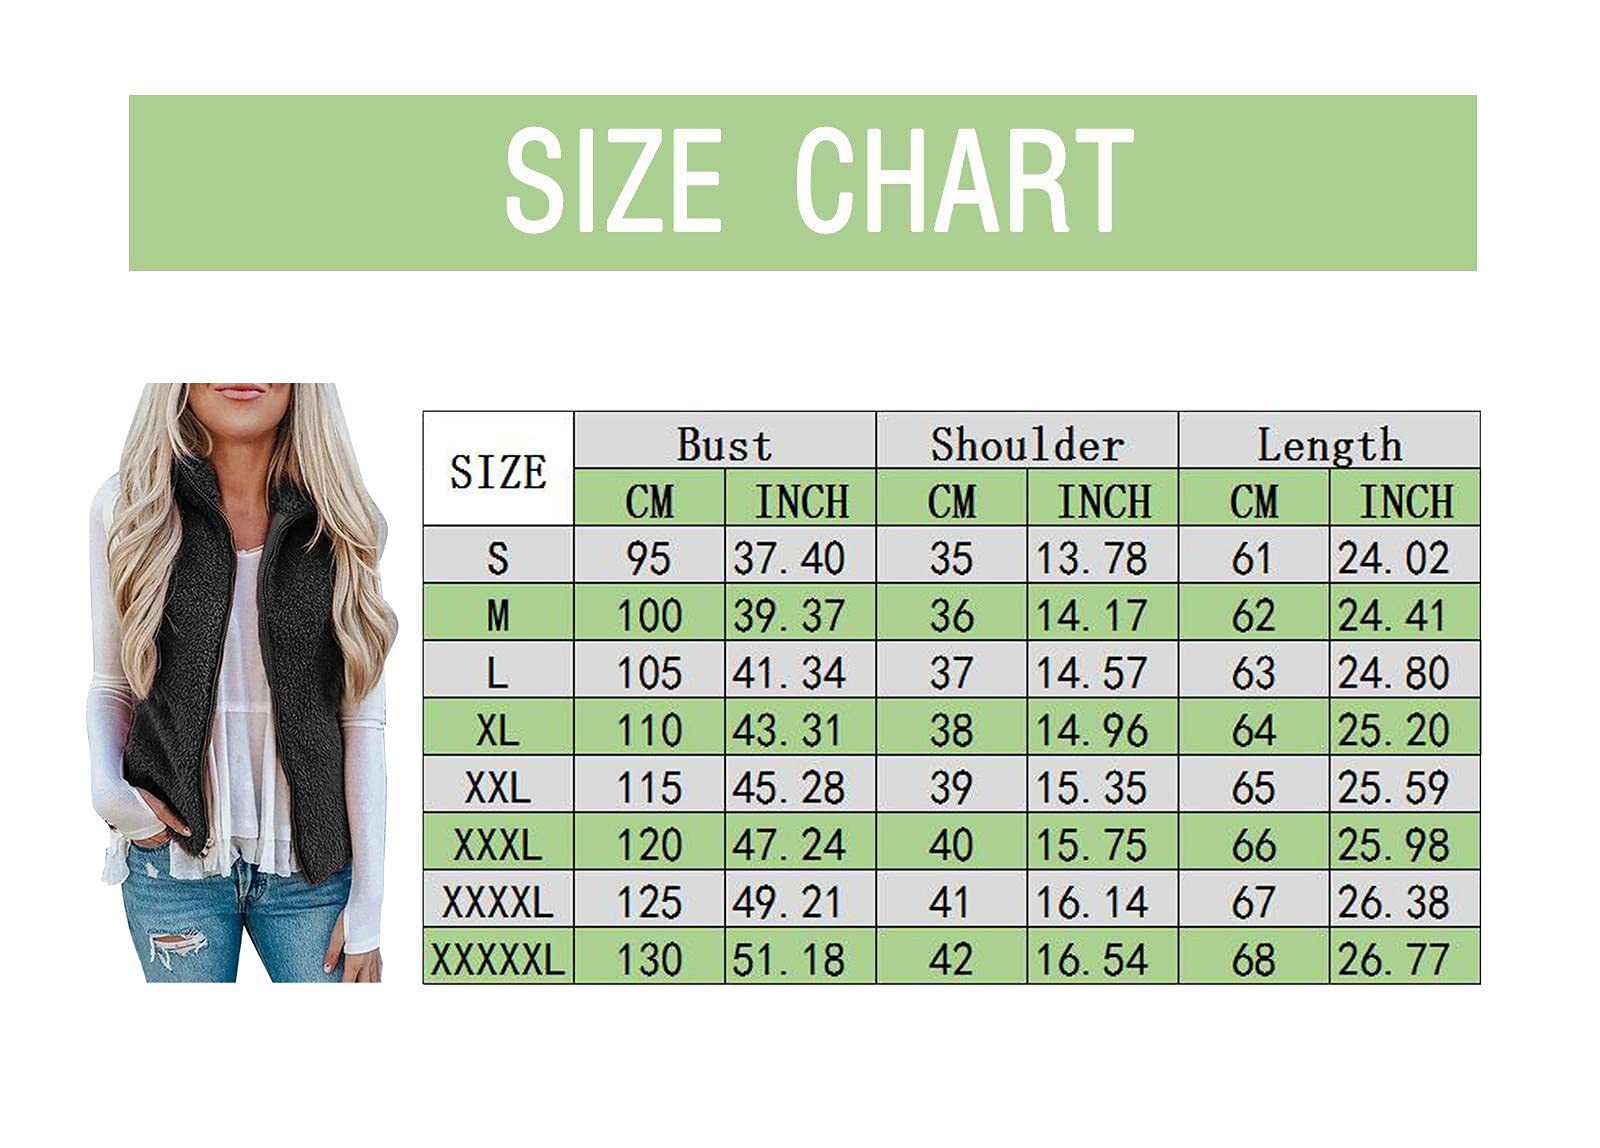 SIZE CHART
SIZE Bust Shoulder Length
CM INCH CM INCH CM INCH
S 95 37.40 35 13.78 61 24.02
M 100 39.37 36 14.17 62 24.41
L 105 41.34 37 14.57 63 24.80
XL 110 43.31 38 14.96 64 25.20
XXL 115 45.28 39 15.35 65 25.59
XXXL 120 47.24 40 15.75 66 25.98
XXXXL 125 49.21 41 16.14 67 26.38
XXXXXL 130 51.18 42 16.54 68 26.77